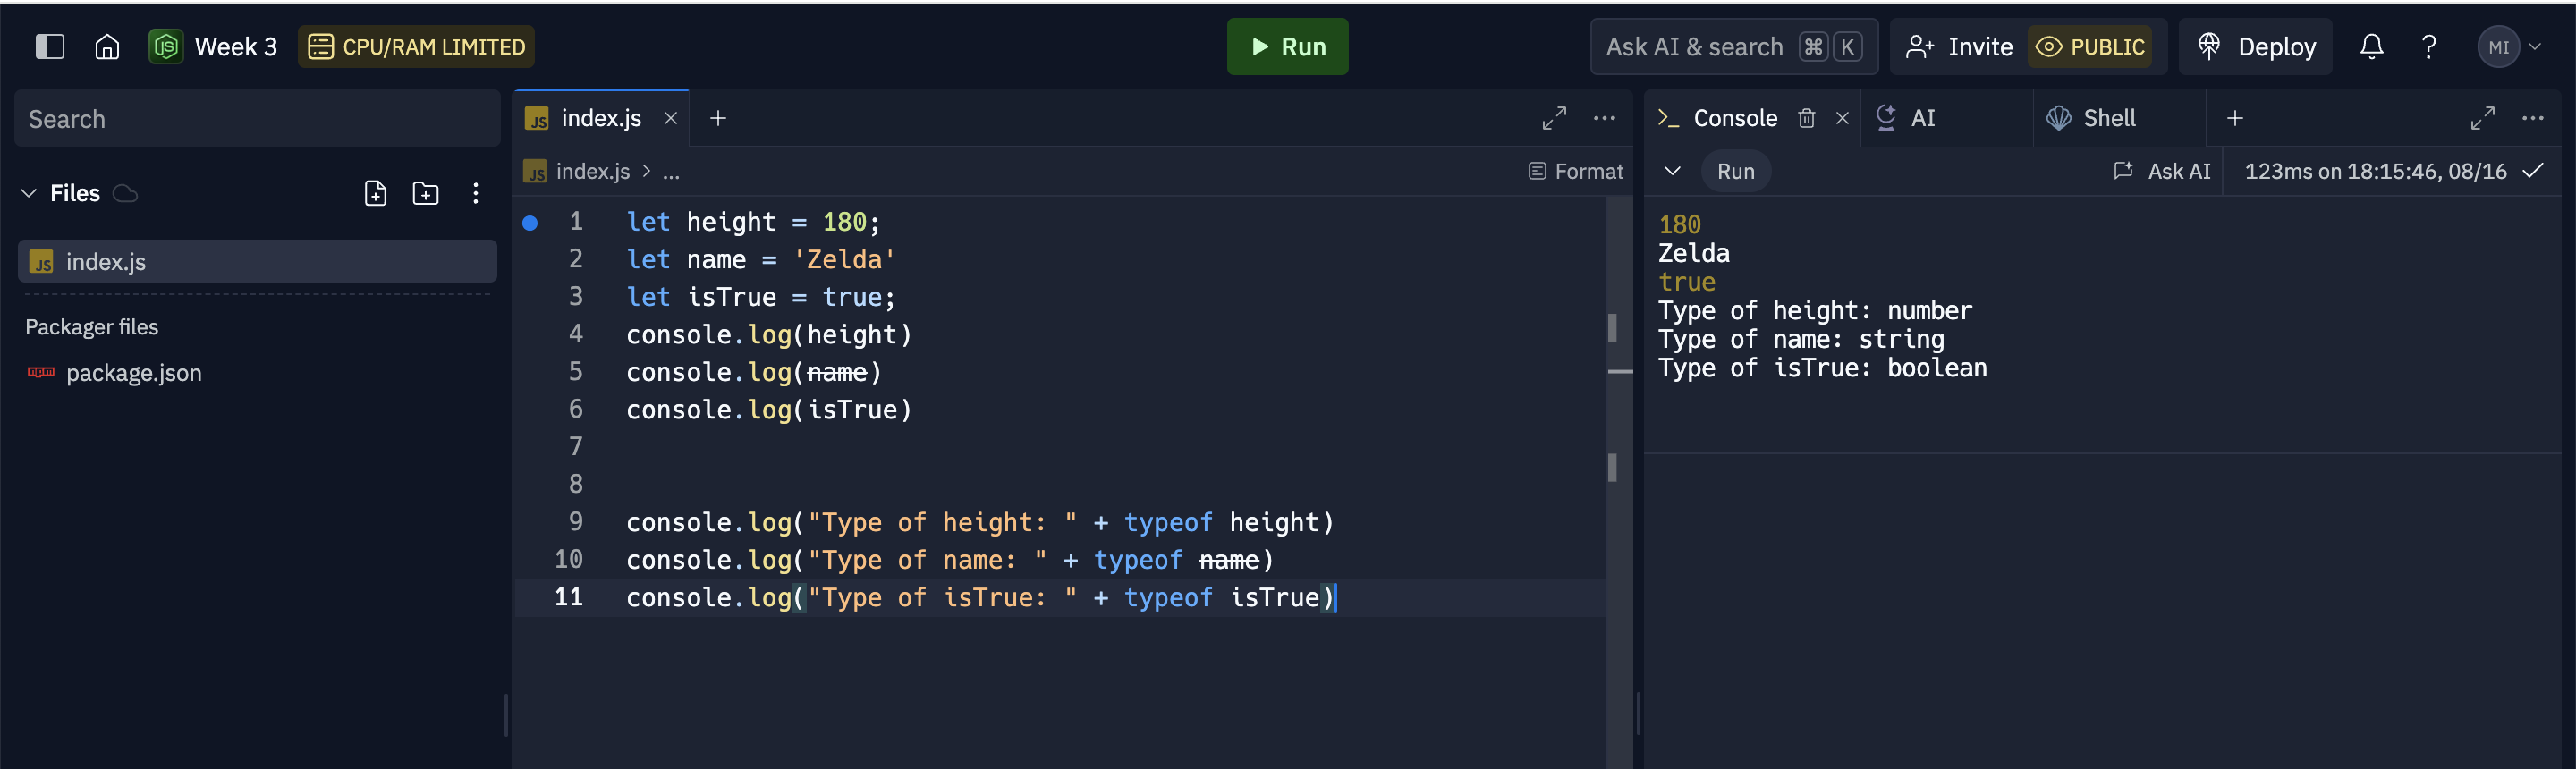 Week 3 CPU/RAM LIMITED Run Ask AI & search ⌘ K Invite PUBLIC Deploy ? MI
Search
Files
JS index.js
Packager files
npm package.json
JS index.js × +
JS index.js > ... Format
1 let height = 180;
2 let name = 'Zelda'
3 let isTrue = true;
4 console.log(height)
5 console.log(name)
6 console.log(isTrue)
7
8
9 console.log("Type of height: " + typeof height)
10 console.log("Type of name: " + typeof name)
11 console.log("Type of isTrue: " + typeof isTrue)
>_ Console × AI Shell +
Run Ask AI 123ms on 18:15:46, 08/16
180
Zelda
true
Type of height: number
Type of name: string
Type of isTrue: boolean